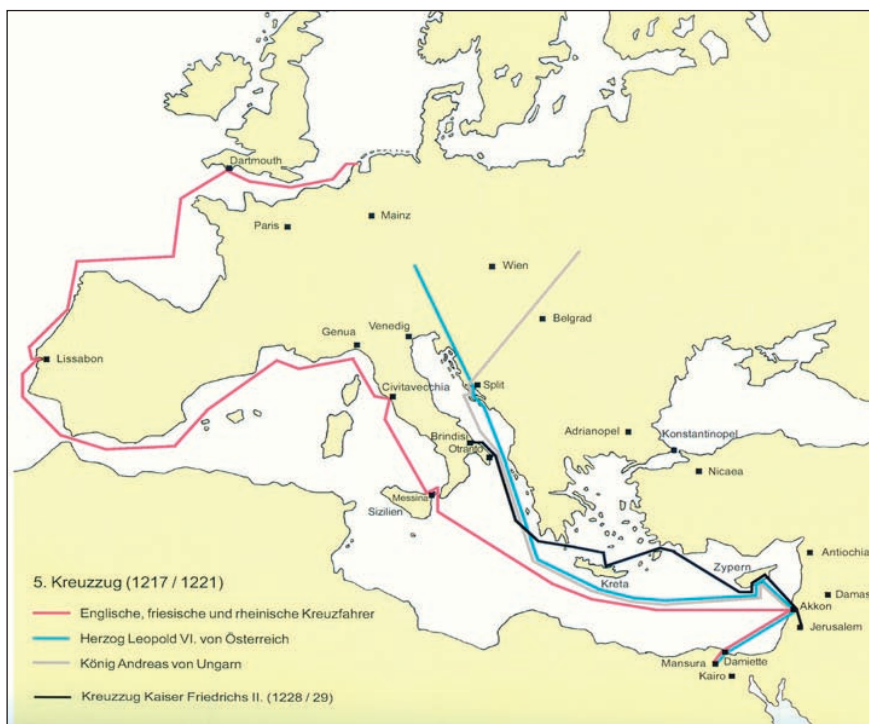 Dartmouth
Paris
Mainz
Wien
Belgrad
Genua
Venedig
Lissabon
Civitavecchia
Split
Brindisi
Otranto
Adrianopel
Konstantinopel
Nicaea
Messina
Sizilien
Kreta
Zypern
Antiochia
Damas
Akkon
Jerusalem
Mansura
Damiette
Kairo
5. Kreuzzug (1217 / 1221)
Englische, friesische und rheinische Kreuzfahrer
Herzog Leopold VI. von Österreich
König Andreas von Ungarn
Kreuzzug Kaiser Friedrichs II. (1228 / 29)